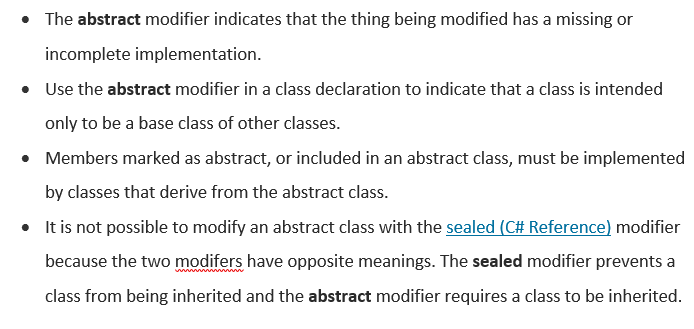 • The abstract modifier indicates that the thing being modified has a missing or
incomplete implementation.
• Use the abstract modifier in a class declaration to indicate that a class is intended
only to be a base class of other classes.
• Members marked as abstract, or included in an abstract class, must be implemented
by classes that derive from the abstract class.
• It is not possible to modify an abstract class with the sealed (C# Reference) modifier
because the two modifers have opposite meanings. The sealed modifier prevents a
class from being inherited and the abstract modifier requires a class to be inherited.